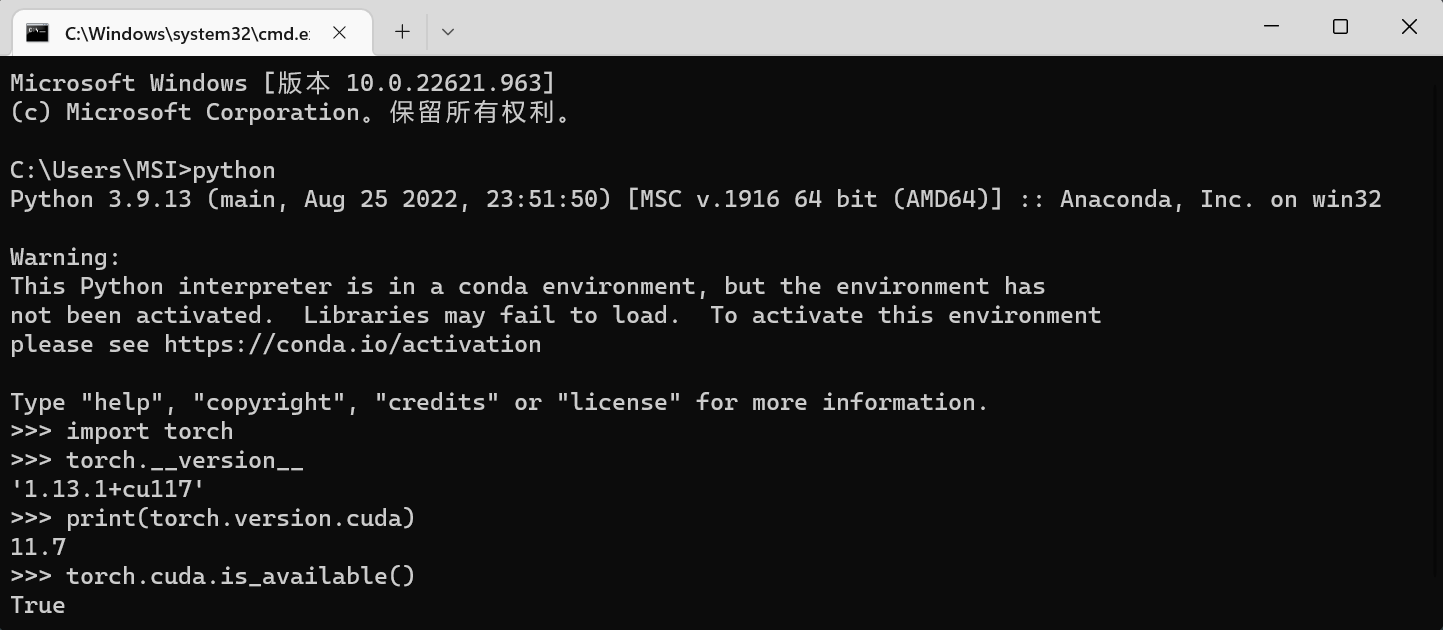 C:\Windows\system32\cmd.e
Microsoft Windows [版本 10.0.22621.963]
(c) Microsoft Corporation。保留所有权利。
C:\Users\MSI>python
Python 3.9.13 (main, Aug 25 2022, 23:51:50) [MSC v.1916 64 bit (AMD64)] :: Anaconda, Inc. on win32
Warning:
This Python interpreter is in a conda environment, but the environment has
not been activated.  Libraries may fail to load.  To activate this environment
please see https://conda.io/activation
Type "help", "copyright", "credits" or "license" for more information.
>>> import torch
>>> torch.__version__
'1.13.1+cu117'
>>> print(torch.version.cuda)
11.7
>>> torch.cuda.is_available()
True